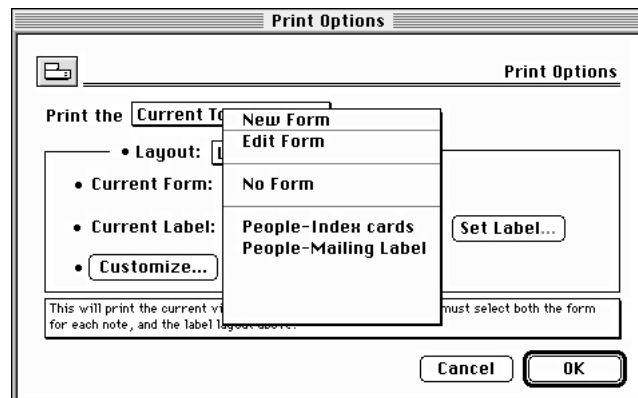 Print Options
Print Options
Print the Current To
New Form
Edit Form
• Layout:
• Current Form:
No Form
• Current Label:
People-Index cards
People-Mailing Label
Set Label...
• Customize...
This will print the current must select both the form
for each note, and the label
Cancel
OK